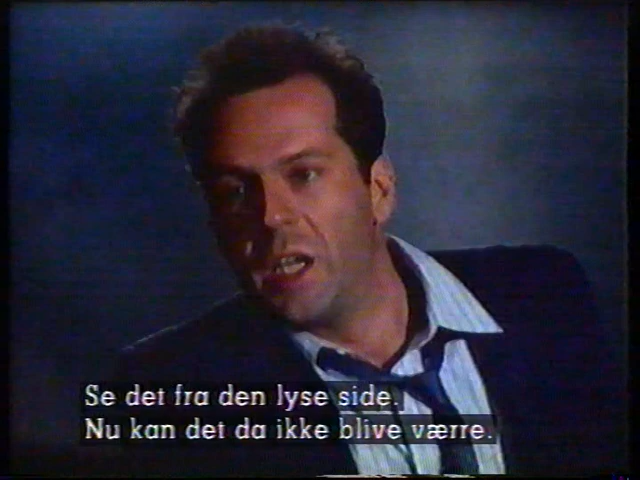 Se det fra den lyse side.
Nu kan det da ikke blive værre.